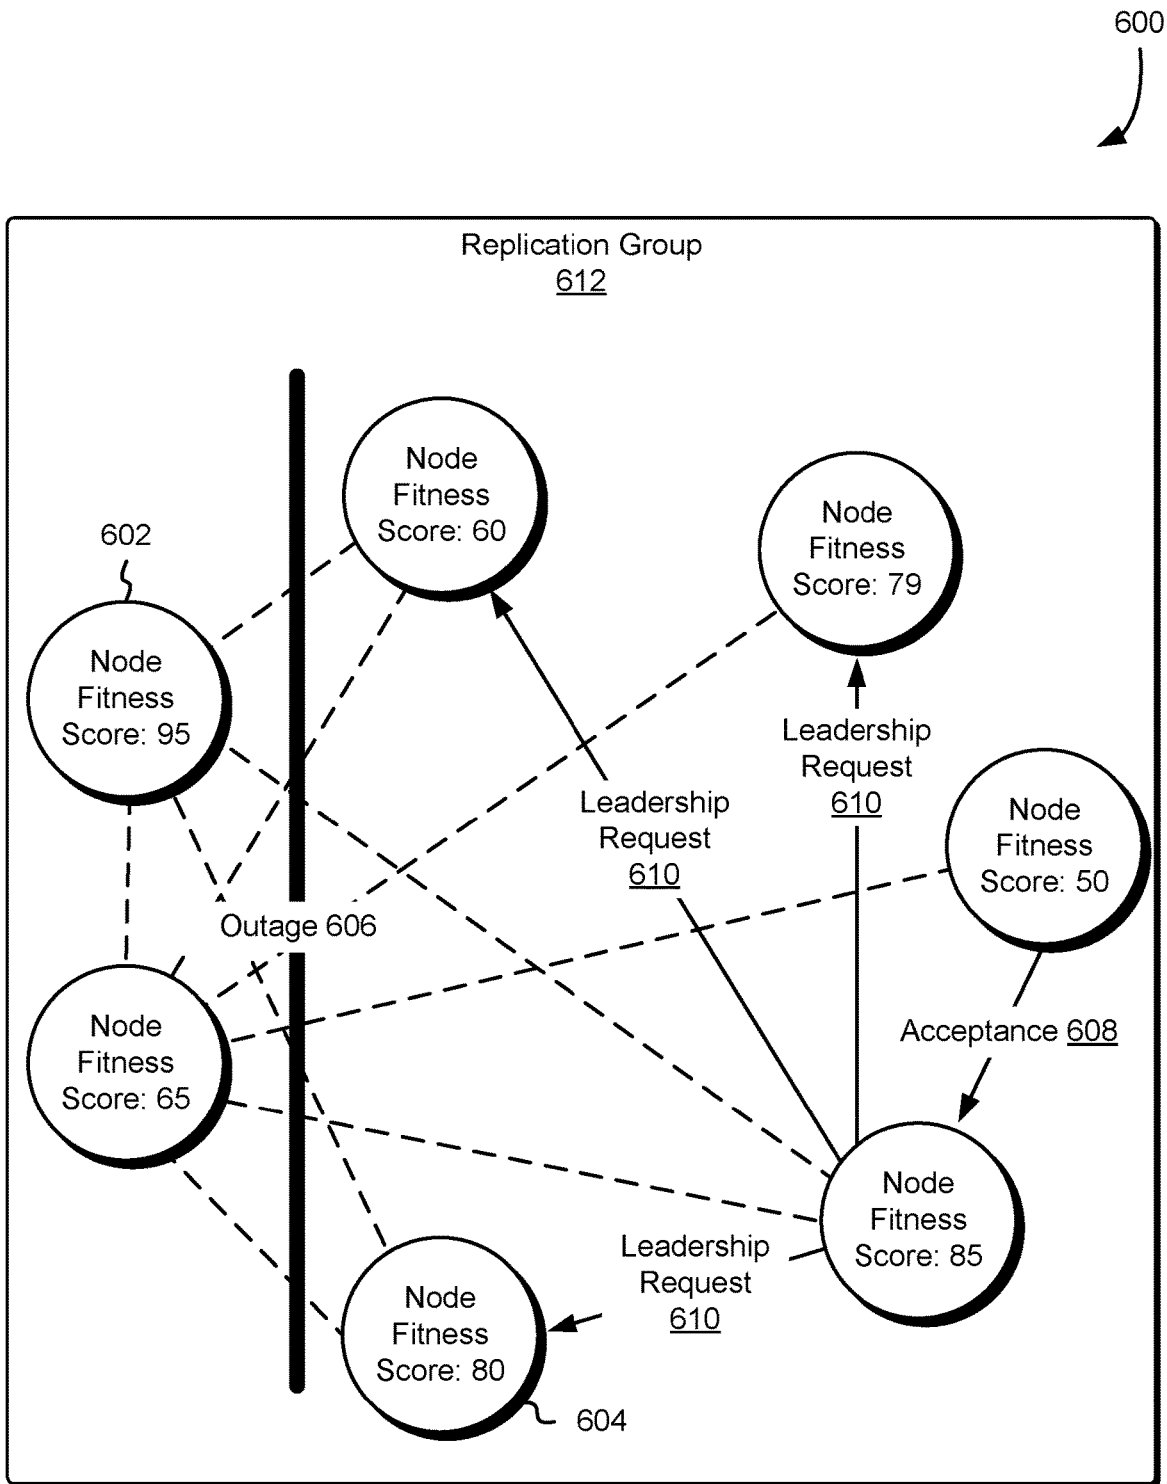 600
Replication Group
612
Node
Fitness
Score: 60
Node
Fitness
Score: 79
602
Node
Fitness
Score: 95
Leadership
Request
610
Leadership
Request
610
Node
Fitness
Score: 50
Outage 606
Node
Fitness
Score: 65
Acceptance 608
Node
Fitness
Score: 85
Leadership
Request
610
Node
Fitness
Score: 80
604